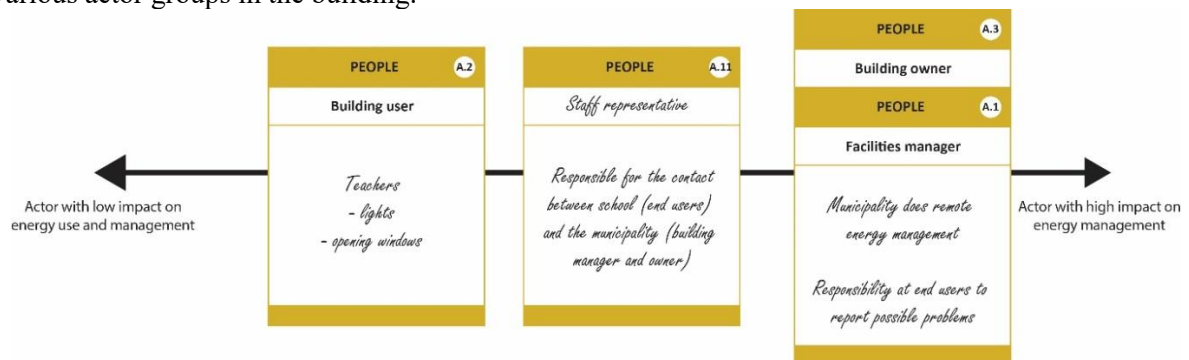 various actor groups in the building.
PEOPLE A.3
Building owner
PEOPLE A.2
Building user
Teachers
- lights
- opening windows
PEOPLE A.11
Staff representative
Responsible for the contact
between school (end users)
and the municipality (building
manager and owner)
PEOPLE A.1
Facilities manager
Municipality does remote
energy management
Responsibility at end users to
report possible problems
Actor with low impact on
energy use and management
Actor with high impact on
energy management